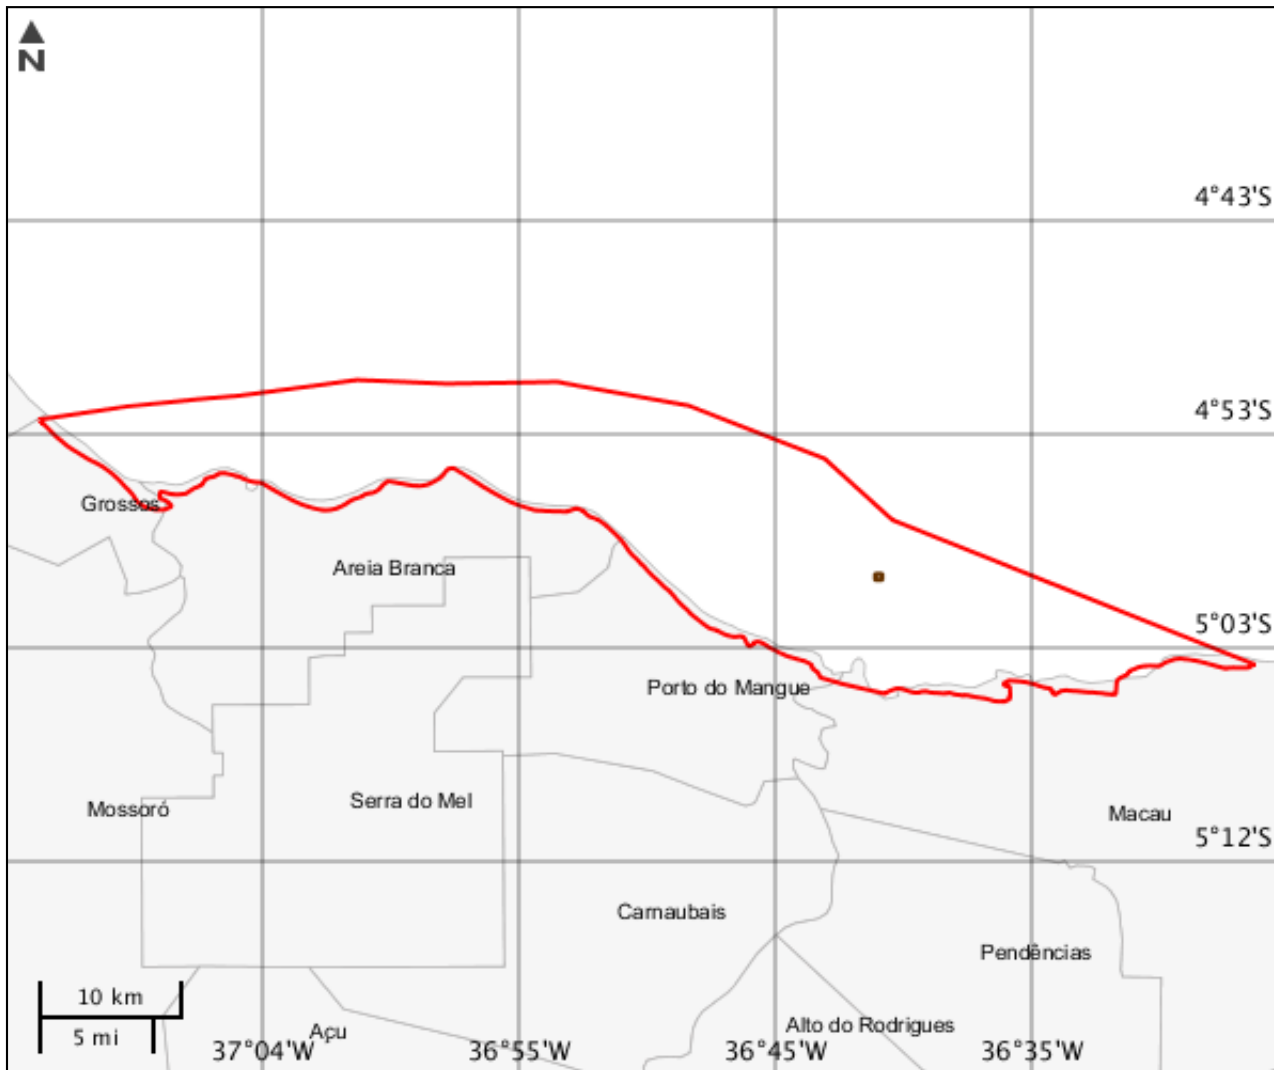 N
4°43'S
4°53'S
Grossos
Areia Branca
5°03'S
Porto do Mangue
Serra do Mel
Mossoró
Macau
5°12'S
Carnaubais
Pendências
10 km
5 mi
Açu
Alto do Rodrigues
37°04'W
36°55'W
36°45'W
36°35'W